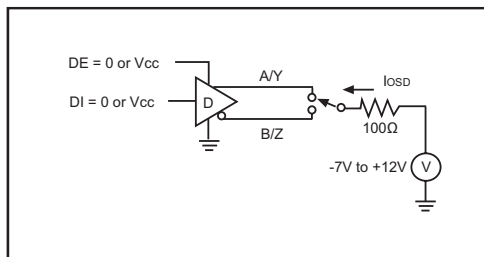 DE = 0 or Vcc
A/Y
IOSD
DI = 0 or Vcc
D
100Ω
B/Z
-7V to +12V
V